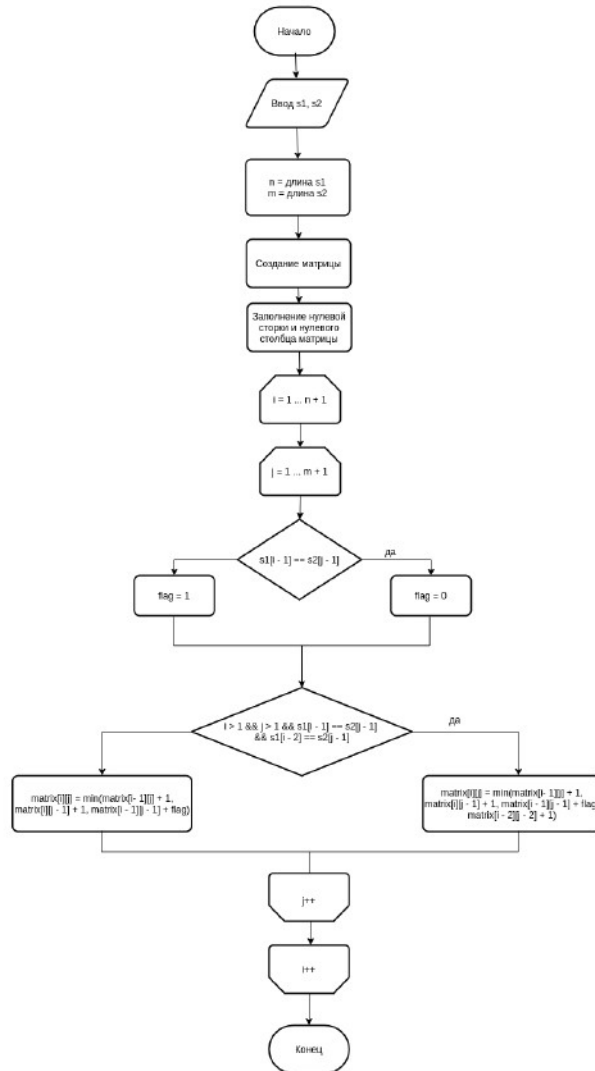 Начало
Ввод s1, s2
n = длина s1
m = длина s2
Создание матрицы
Заполнение нулевой
сторки и нулевого
столбца матрицы
i = 1 ... n + 1
j = 1 ... m + 1
s1[i - 1] == s2[j - 1]
да
flag = 1
flag = 0
i > 1 && j > 1 && s1[i - 1] == s2[j - 1]
&& s1[i - 2] == s2[j - 1]
да
matrix[i][j] = min(matrix[i- 1][j] + 1,
matrix[i][j - 1] + 1, matrix[i - 1][j - 1] + flag)
matrix[i][j] = min(matrix[i- 1][j] + 1,
matrix[i][j - 1] + 1, matrix[i - 1][j - 1] + flag
matrix[i - 2][j - 2] + 1)
j++
i++
Конец